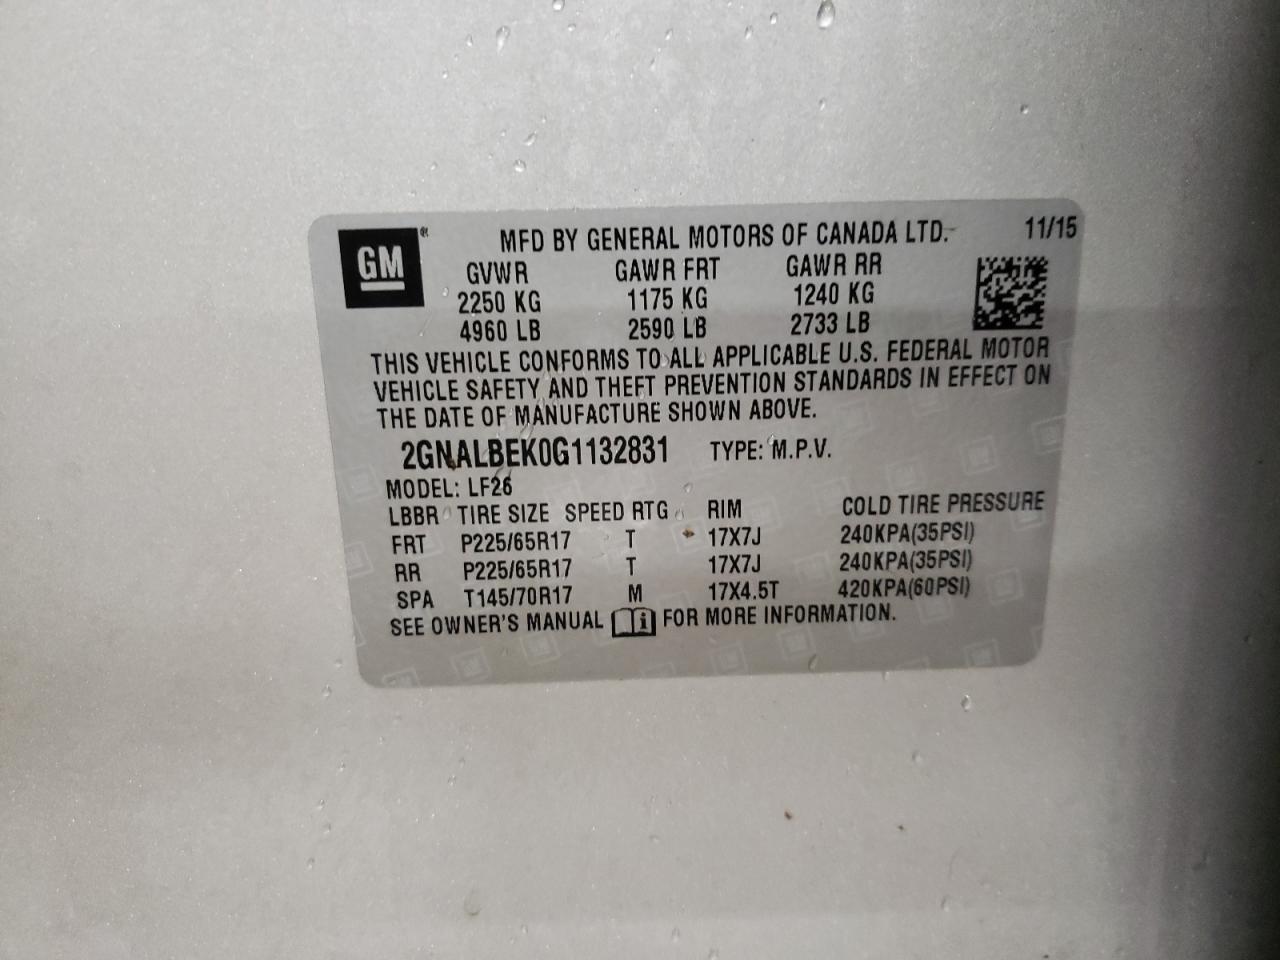 GM®
MFD BY GENERAL MOTORS OF CANADA LTD. 11/15
GVWR GAWR FRT GAWR RR
2250 KG 1175 KG 1240 KG
4960 LB 2590 LB 2733 LB
THIS VEHICLE CONFORMS TO ALL APPLICABLE U.S. FEDERAL MOTOR
VEHICLE SAFETY AND THEFT PREVENTION STANDARDS IN EFFECT ON
THE DATE OF MANUFACTURE SHOWN ABOVE.
2GNALBEK0G1132831 TYPE: M.P.V.
MODEL: LF26
LBBR TIRE SIZE SPEED RTG RIM COLD TIRE PRESSURE
FRT P225/65R17 T 17X7J 240KPA(35PSI)
RR P225/65R17 T 17X7J 240KPA(35PSI)
SPA T145/70R17 M 17X4.5T 420KPA(60PSI)
SEE OWNER'S MANUAL i FOR MORE INFORMATION.